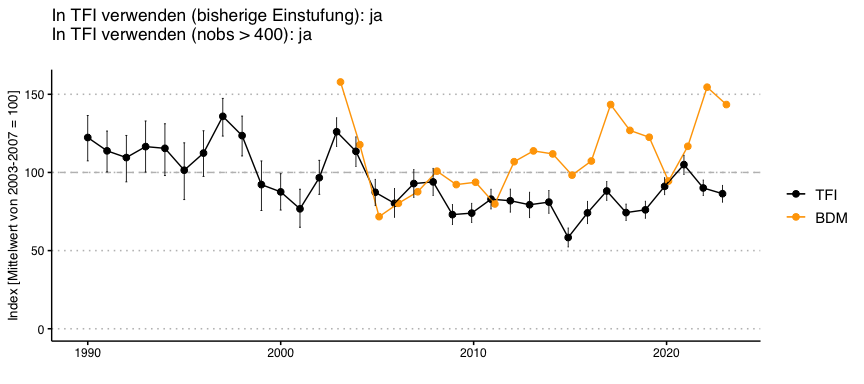 In TFI verwenden (bisherige Einstufung): ja
In TFI verwenden (nobs > 400): ja
Index [Mittelwert von 2003-2007 = 100]
150
100
50
0
1990
2000
2010
2020
TFI
BDM